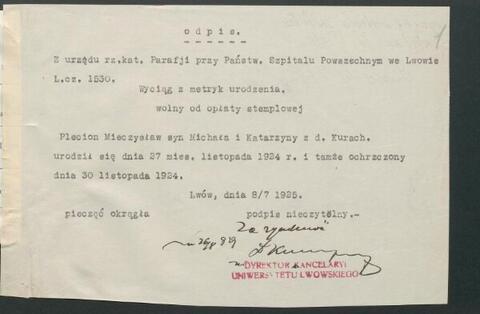 odpis.
Z urzędu rz.kat. Parafji przy Państw. Szpitalu Powszechnym we Lwowie
L.cz. 1530.
Wyciąg z metryk urodzenia.
wolny od opłaty stemplowej
Plecion Mieczysław syn Michała i Katarzyny z d. Kurach.
urodził się dnia 27 mies. listopada 1924 r. i tamże ochrzczony
dnia 30 listopada 1924.
Lwów, dnia 8/7 1925.
pieczęć okrągła podpis nieczytelny.-
Za zgodność
DYREKTOR KANCELARYI
UNIWERSYTETU LWOWSKIEGO
1